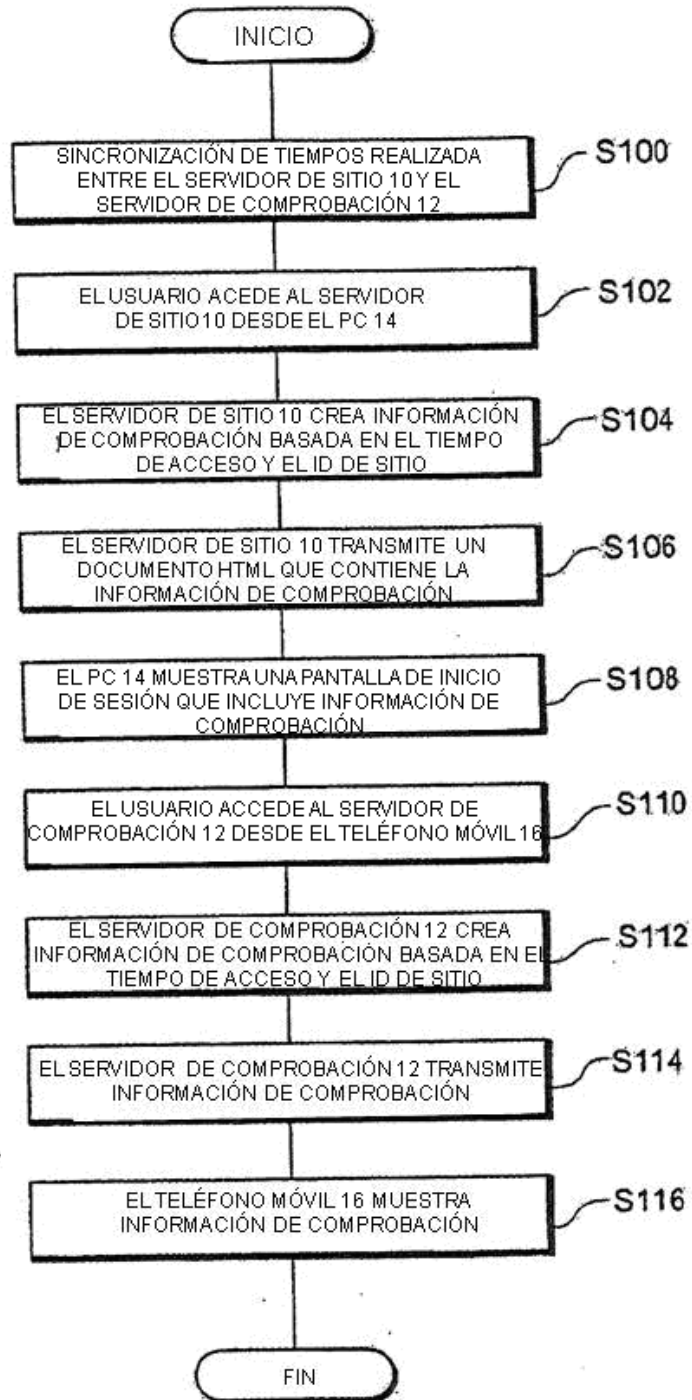 INICIO
SINCRONIZACIÓN DE TIEMPOS REALIZADA
ENTRE EL SERVIDOR DE SITIO 10 Y EL
SERVIDOR DE COMPROBACIÓN 12
S100
EL USUARIO ACEDE AL SERVIDOR
DE SITIO 10 DESDE EL PC 14
S102
EL SERVIDOR DE SITIO 10 CREA INFORMACIÓN
DE COMPROBACIÓN BASADA EN EL TIEMPO
DE ACCESO Y EL ID DE SITIO
S104
EL SERVIDOR DE SITIO 10 TRANSMITE UN
DOCUMENTO HTML QUE CONTIENE LA
INFORMACIÓN DE COMPROBACIÓN
S106
EL PC 14 MUESTRA UNA PANTALLA DE INICIO
DE SESIÓN QUE INCLUYE INFORMACIÓN DE
COMPROBACIÓN
S108
EL USUARIO ACCEDE AL SERVIDOR DE
COMPROBACIÓN 12 DESDE EL TELÉFONO MÓVIL 16
S110
EL SERVIDOR DE COMPROBACIÓN 12 CREA
INFORMACIÓN DE COMPROBACIÓN BASADA EN EL
TIEMPO DE ACCESO Y EL ID DE SITIO
S112
EL SERVIDOR DE COMPROBACIÓN 12 TRANSMITE
INFORMACIÓN DE COMPROBACIÓN
S114
EL TELÉFONO MÓVIL 16 MUESTRA
INFORMACIÓN DE COMPROBACIÓN
S116
FIN